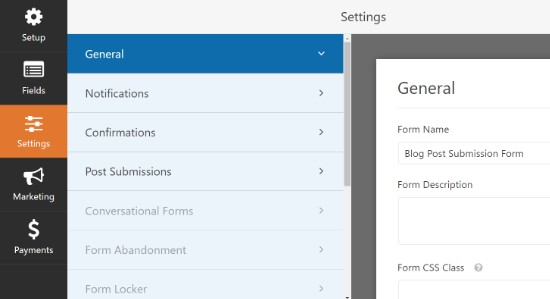 Settings
Setup
Fields
Settings
Marketing
Payments
General
Notifications
Confirmations
Post Submissions
Conversational Forms
Form Abandonment
Form Locker
General
Form Name
Blog Post Submission Form
Form Description
Form CSS Class ?